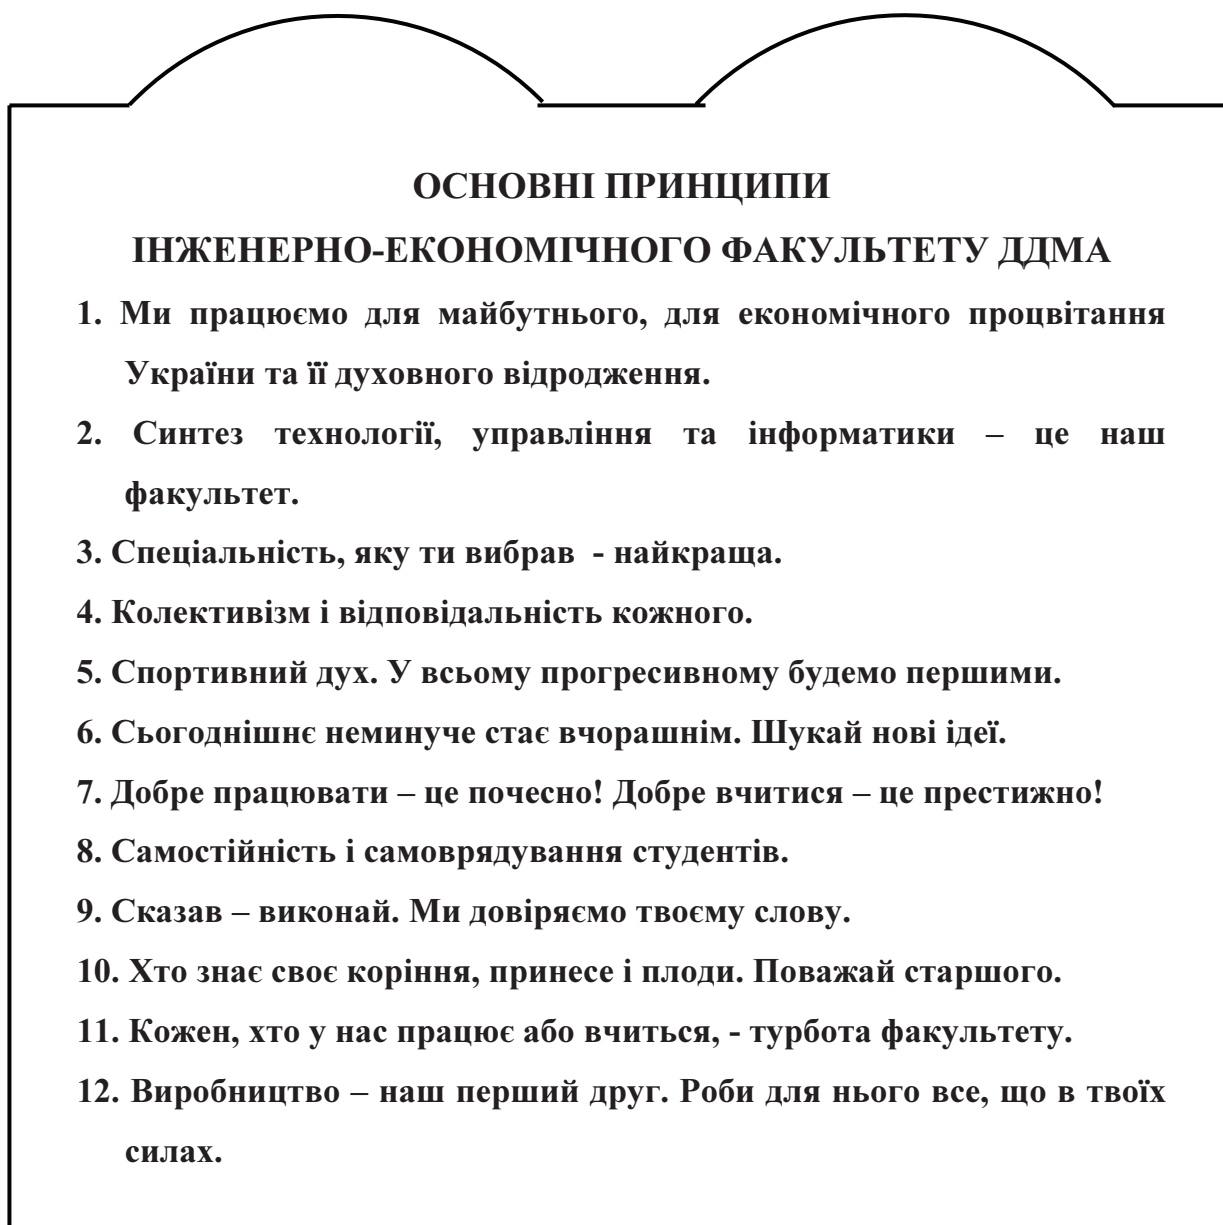 ОСНОВНІ ПРИНЦИПИ
ІНЖЕНЕРНО-ЕКОНОМІЧНОГО ФАКУЛЬТЕТУ ДДМА
1. Ми працюємо для майбутнього, для економічного процвітання
України та її духовного відродження.
2. Синтез технології, управління та інформатики – це наш
факультет.
3. Спеціальність, яку ти вибрав - найкраща.
4. Колективізм і відповідальність кожного.
5. Спортивний дух. У всьому прогресивному будемо першими.
6. Сьогоднішнє неминуче стає вчорашнім. Шукай нові ідеї.
7. Добре працювати – це почесно! Добре вчитися – це престижно!
8. Самостійність і самоврядування студентів.
9. Сказав – виконай. Ми довіряємо твоєму слову.
10. Хто знає своє коріння, принесе і плоди. Поважай старшого.
11. Кожен, хто у нас працює або вчиться, - турбота факультету.
12. Виробництво – наш перший друг. Роби для нього все, що в твоїх
силах.